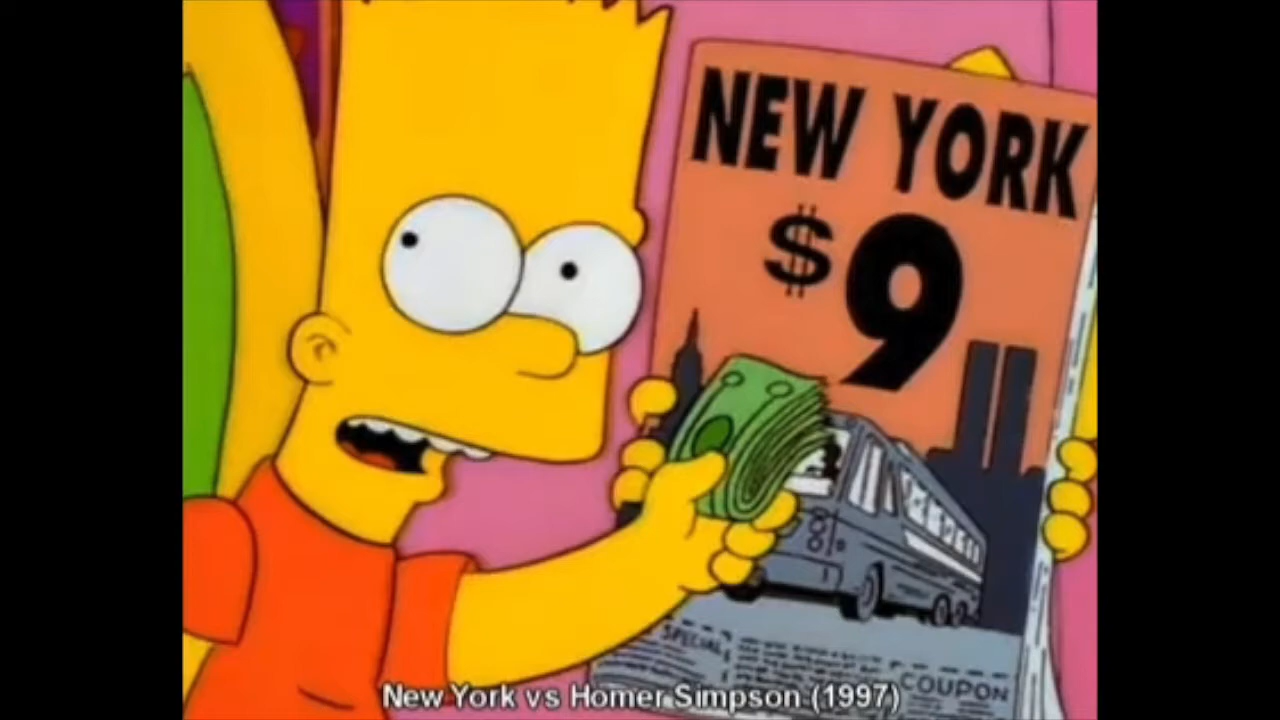 NEW YORK
$9
SPECIAL
COUPON
New York vs Homer Simpson (1997)